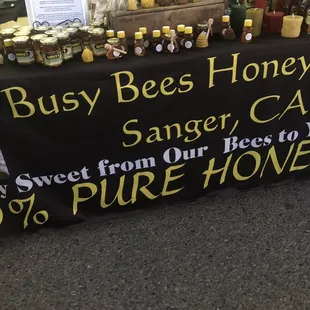 Busy Bees Honey
Sanger, CA
Sweet from Our Bees to
% PURE HONE